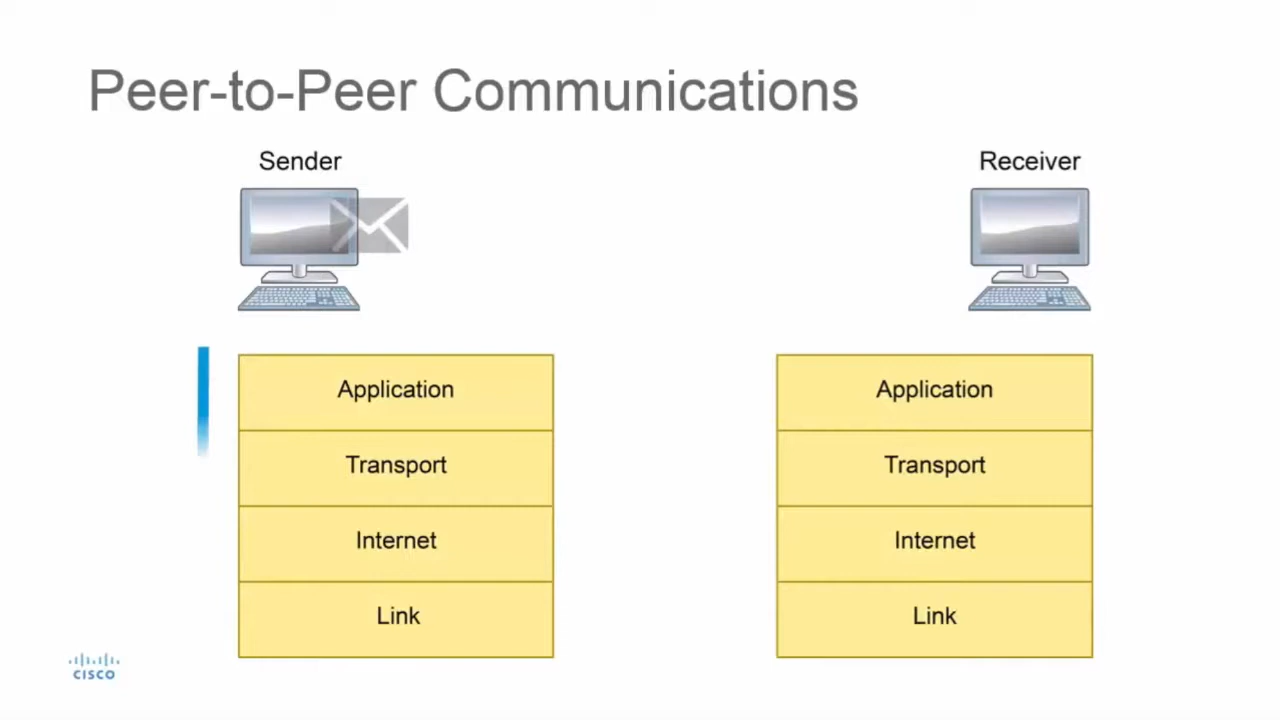 Peer-to-Peer Communications
Sender
Receiver
Application
Application
Transport
Transport
Internet
Internet
Link
Link
CISCO